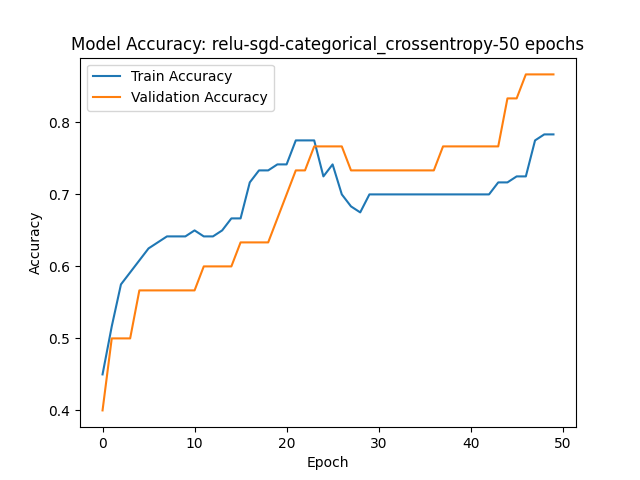 Model Accuracy: relu-sgd-categorical_crossentropy-50 epochs
Train Accuracy
Validation Accuracy
Accuracy
0.8
0.7
0.6
0.5
0.4
0 10 20 30 40 50
Epoch